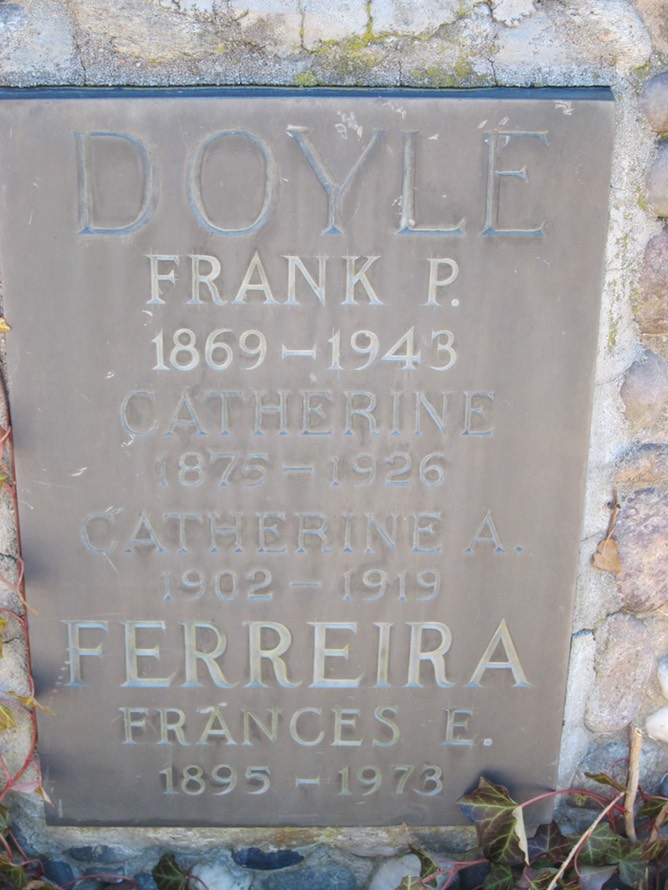 DOYLE
FRANK P.
1869–1943
CATHERINE
1875–1926
CATHERINE A.
1902–1919
FERREIRA
FRANCES E.
1895–1973